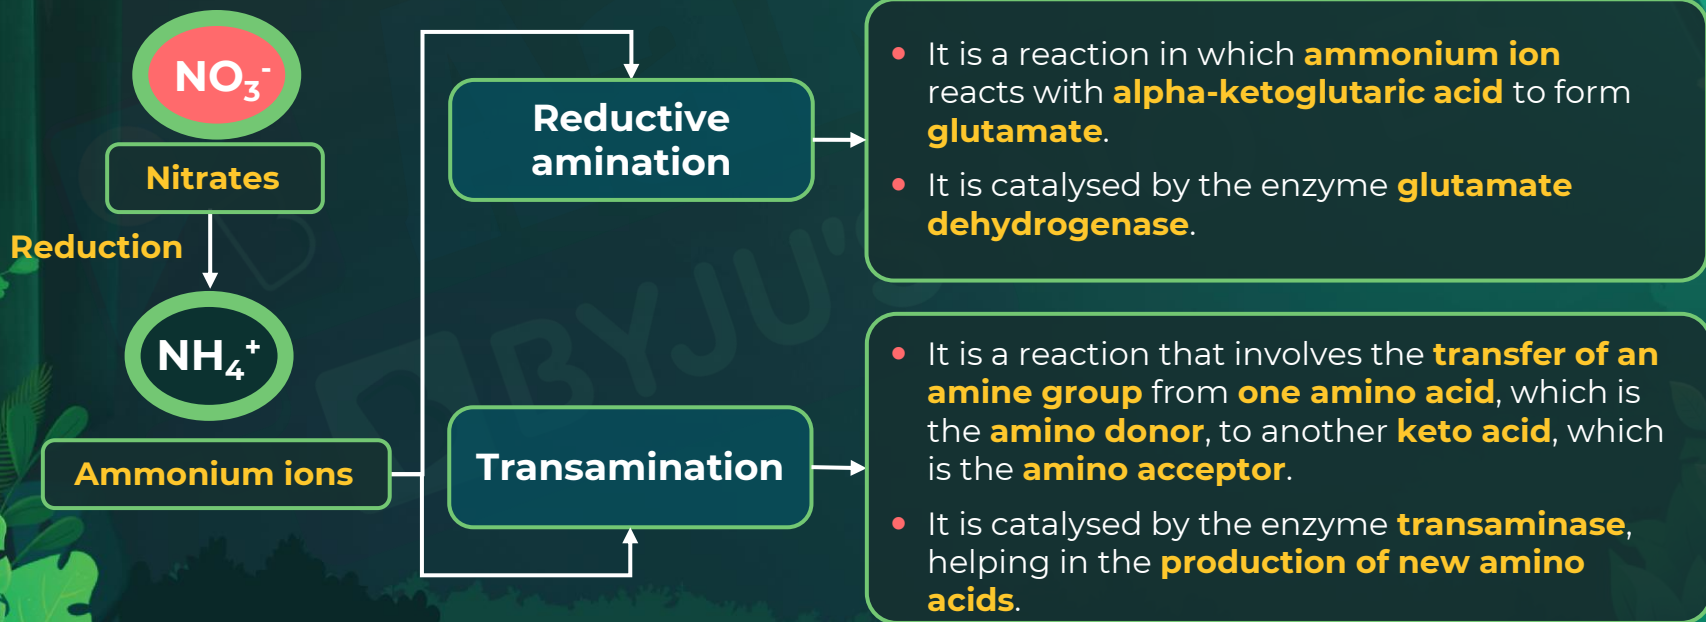 NO3-
Nitrates
Reduction
NH4+
Ammonium ions
Reductive
amination
Transamination
• It is a reaction in which ammonium ion
reacts with alpha-ketoglutaric acid to form
glutamate.
• It is catalysed by the enzyme glutamate
dehydrogenase.
• It is a reaction that involves the transfer of an
amine group from one amino acid, which is
the amino donor, to another keto acid, which
is the amino acceptor.
• It is catalysed by the enzyme transaminase,
helping in the production of new amino
acids.
BYJU'S